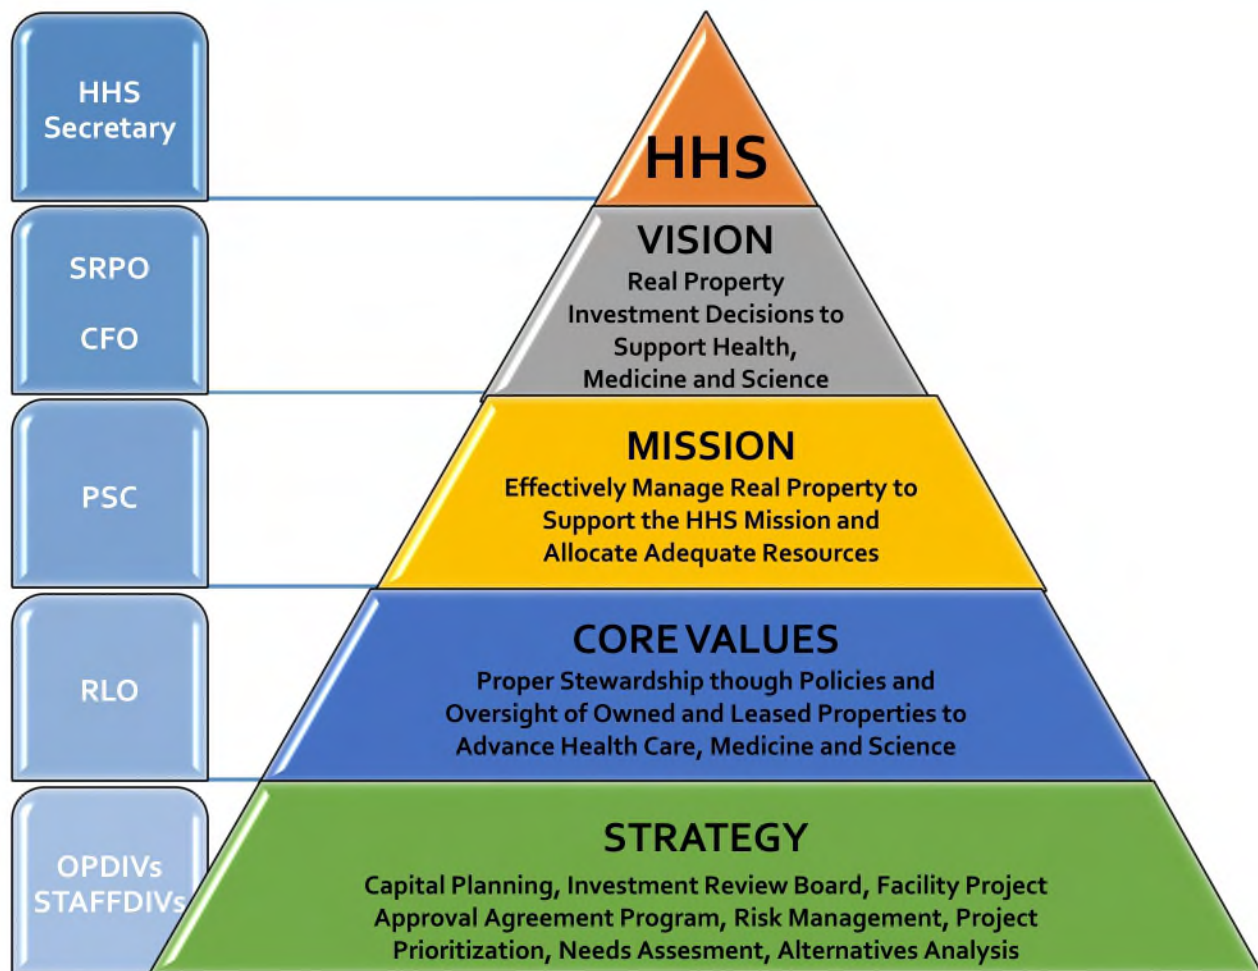 HHS
Secretary
HHS
SRPO
CFO
VISION
Real Property
Investment Decisions to
Support Health,
Medicine and Science
PSC
MISSION
Effectively Manage Real Property to
Support the HHS Mission and
Allocate Adequate Resources
RLO
CORE VALUES
Proper Stewardship though Policies and
Oversight of Owned and Leased Properties to
Advance Health Care, Medicine and Science
OPDIVs
STAFFDIVs
STRATEGY
Capital Planning, Investment Review Board, Facility Project
Approval Agreement Program, Risk Management, Project
Prioritization, Needs Assesment, Alternatives Analysis